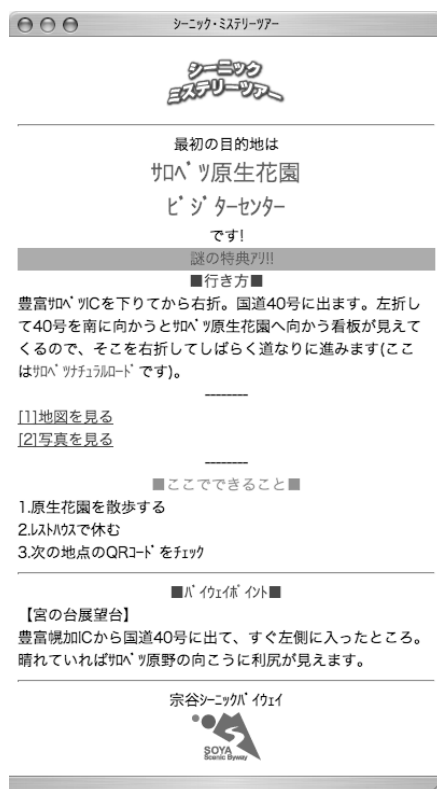 ｼｰﾆｯｸ・ﾐｽﾃﾘｰﾂｱｰ
シーニック
ミステリーツアー
最初の目的地は
ｻﾛﾍﾞﾂ原生花園
ﾋﾞｼﾞﾀｰｾﾝﾀｰ
です!
謎の特典ｱﾘ!!
■行き方■
豊富ｻﾛﾍﾞﾂICを下りてから右折。国道40号に出ます。左折し
て40号を南に向かうとｻﾛﾍﾞﾂ原生花園へ向かう看板が見えて
くるので、そこを右折してしばらく道なりに進みます(ここ
はｻﾛﾍﾞﾂﾅﾁｭﾗﾙﾛｰﾄﾞです)。
--------
[1]地図を見る
[2]写真を見る
--------
■ここでできること■
1.原生花園を散歩する
2.ﾚｽﾄﾊｳｽで休む
3.次の地点のQRｺｰﾄﾞをﾁｪｯｸ
■ﾊﾞｲｳｪｲﾎﾟｲﾝﾄ■
【宮の台展望台】
豊富幌加ICから国道40号に出て、すぐ左側に入ったところ。
晴れていればｻﾛﾍﾞﾂ原野の向こうに利尻が見えます。
宗谷ｼｰﾆｯｸﾊﾞｲｳｪｲ
SOYA
Scenic Byway